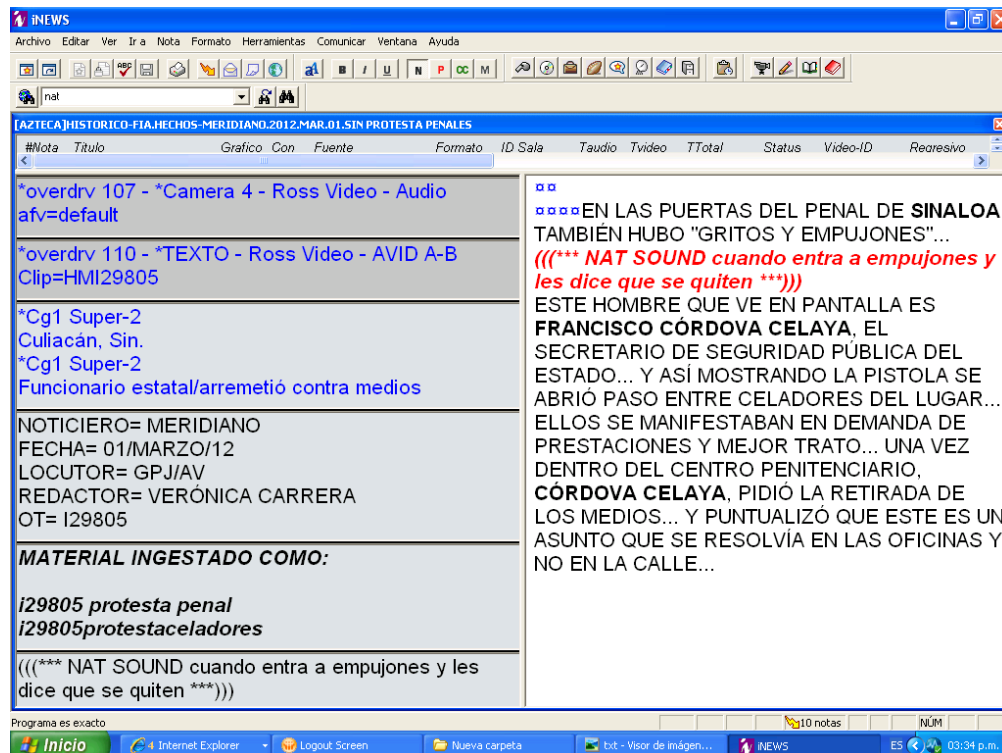 iNEWS
Archivo Editar Ver Ir a Nota Formato Herramientas Comunicar Ventana Ayuda
ABC a1 B I U N P CC M
nat
[AZTECA]HISTORICO-FIA.HECHOS-MERIDIANO.2012.MAR.01.SIN PROTESTA PENALES
#Nota Título Grafico Con Fuente Formato ID Sala Taudio Tvideo TTotal Status Video-ID Regresivo
*overdrv 107 - *Camera 4 - Ross Video - Audio
afv=default
*overdrv 110 - *TEXTO - Ross Video - AVID A-B
Clip=HMI29805
*Cg1 Super-2
Culiacán, Sin.
*Cg1 Super-2
Funcionario estatal/arremetió contra medios
NOTICIERO= MERIDIANO
FECHA= 01/MARZO/12
LOCUTOR= GPJ/AV
REDACTOR= VERÓNICA CARRERA
OT= I29805
MATERIAL INGESTADO COMO:
i29805 protesta penal
i29805protestaceladores
(((*** NAT SOUND cuando entra a empujones y les
dice que se quiten ***)))
¤¤
¤¤¤¤EN LAS PUERTAS DEL PENAL DE SINALOA
TAMBIÉN HUBO "GRITOS Y EMPUJONES"...
(((*** NAT SOUND cuando entra a empujones y
les dice que se quiten ***)))
ESTE HOMBRE QUE VE EN PANTALLA ES
FRANCISCO CÓRDOVA CELAYA, EL
SECRETARIO DE SEGURIDAD PÚBLICA DEL
ESTADO... Y ASÍ MOSTRANDO LA PISTOLA SE
ABRIÓ PASO ENTRE CELADORES DEL LUGAR...
ELLOS SE MANIFESTABAN EN DEMANDA DE
PRESTACIONES Y MEJOR TRATO... UNA VEZ
DENTRO DEL CENTRO PENITENCIARIO,
CÓRDOVA CELAYA, PIDIÓ LA RETIRADA DE
LOS MEDIOS... Y PUNTUALIZÓ QUE ESTE ES UN
ASUNTO QUE SE RESOLVÍA EN LAS OFICINAS Y
NO EN LA CALLE...
Programa es exacto 10 notas NÚM
Inicio 4 Internet Explorer Logout Screen Nueva carpeta txt - Visor de imágen... iNEWS ES 03:34 p.m.